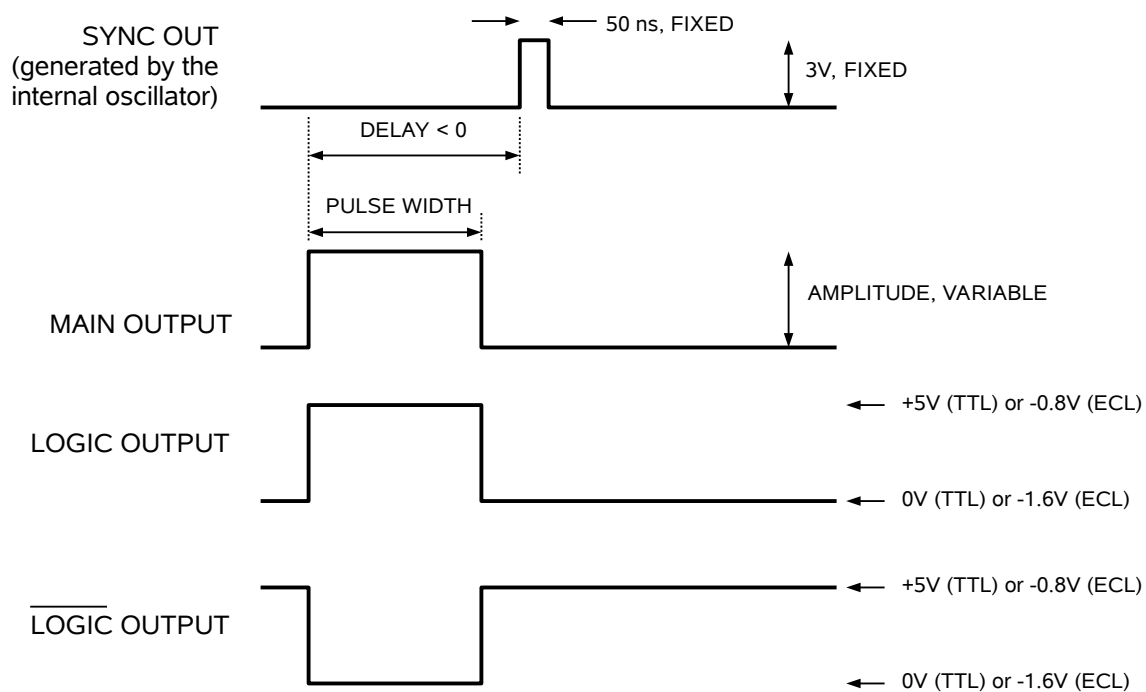 SYNC OUT
(generated by the
internal oscillator)
50 ns, FIXED
3V, FIXED
DELAY < 0
PULSE WIDTH
MAIN OUTPUT
AMPLITUDE, VARIABLE
LOGIC OUTPUT
+5V (TTL) or -0.8V (ECL)
0V (TTL) or -1.6V (ECL)
LOGIC OUTPUT
+5V (TTL) or -0.8V (ECL)
0V (TTL) or -1.6V (ECL)